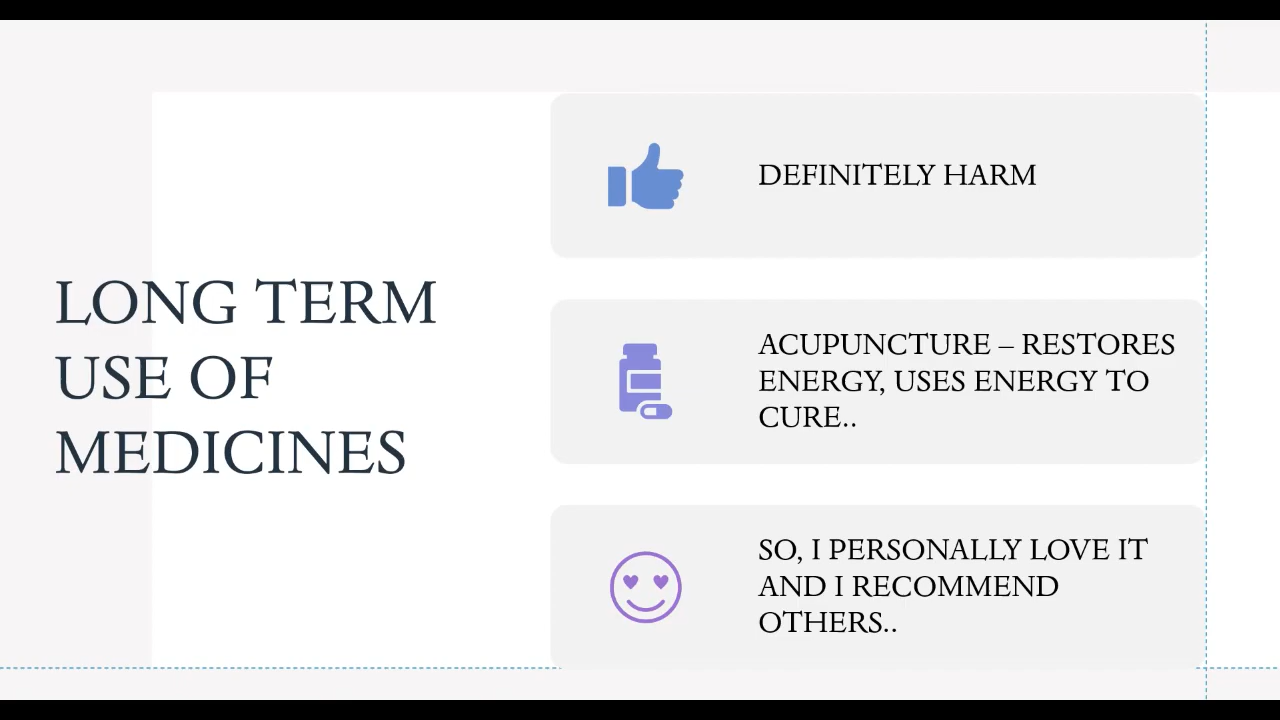 LONG TERM
USE OF
MEDICINES
DEFINITELY HARM
ACUPUNCTURE – RESTORES
ENERGY, USES ENERGY TO
CURE..
SO, I PERSONALLY LOVE IT
AND I RECOMMEND
OTHERS..